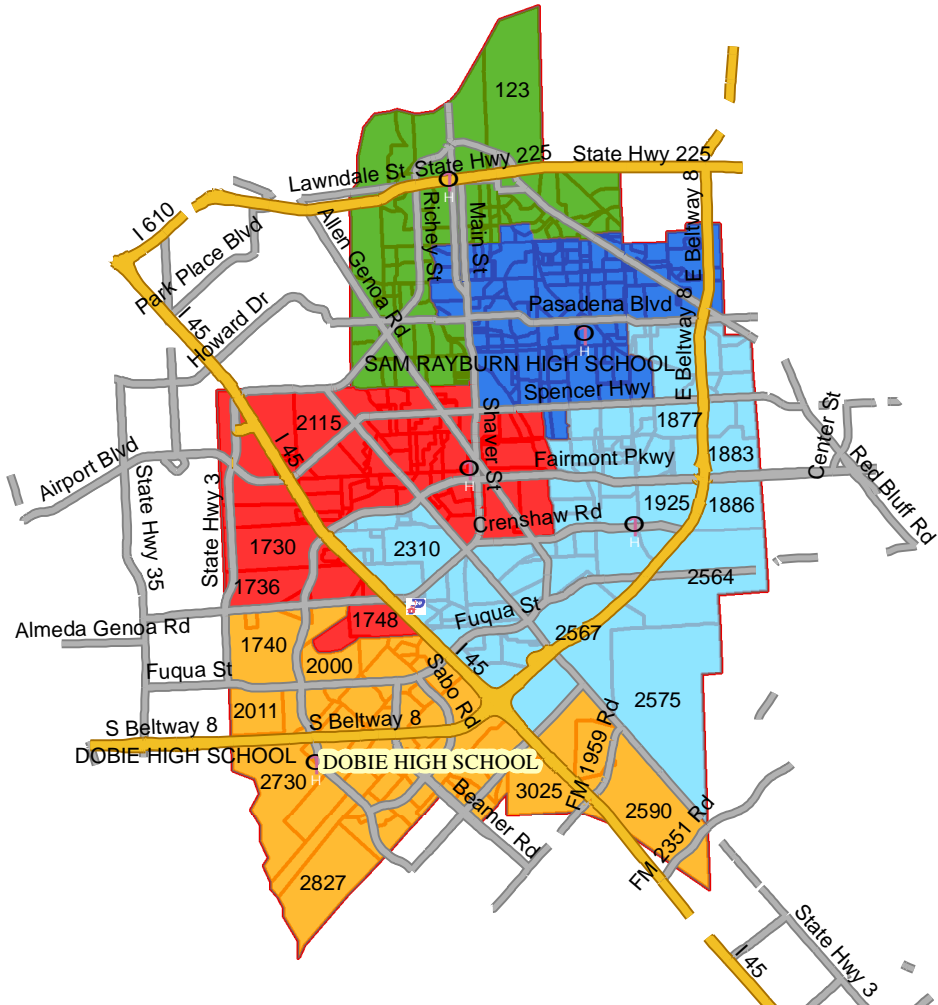 123
State Hwy 225
State Hwy 225
Lawndale St
H
I 610
Park Place Blvd
Allen Genoa Rd
Richey St
Main St
E Beltway 8
E Beltway 8
I 45
Howard Dr
Pasadena Blvd
H
SAM RAYBURN HIGH SCHOOL
Spencer Hwy
2115
Shaver St
1877
Center St
I 45
Airport Blvd
Fairmont Pkwy
1883
H
Red Bluff Rd
State Hwy 35
State Hwy 3
1925
1886
Crenshaw Rd
H
1730
2310
2564
1736
1748
Fuqua St
Almeda Genoa Rd
1740
2567
2000
I 45
Fuqua St
Sabo Rd
2575
2011
S Beltway 8
S Beltway 8
FM 1959 Rd
DOBIE HIGH SCHOOL
DOBIE HIGH SCHOOL
2730
H
3025
Beamer Rd
2590
FM 2351 Rd
2827
State Hwy 3
I 45